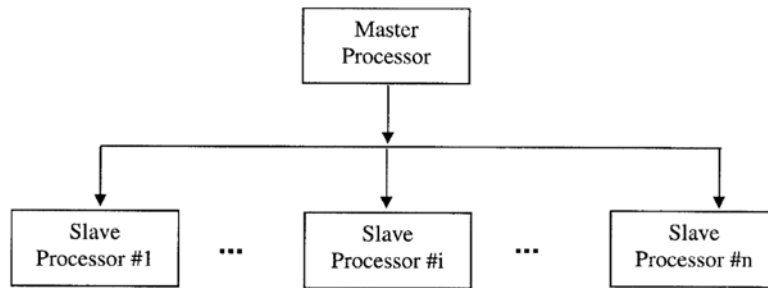 Master
Processor
Slave
Processor #1
...
Slave
Processor #i
...
Slave
Processor #n